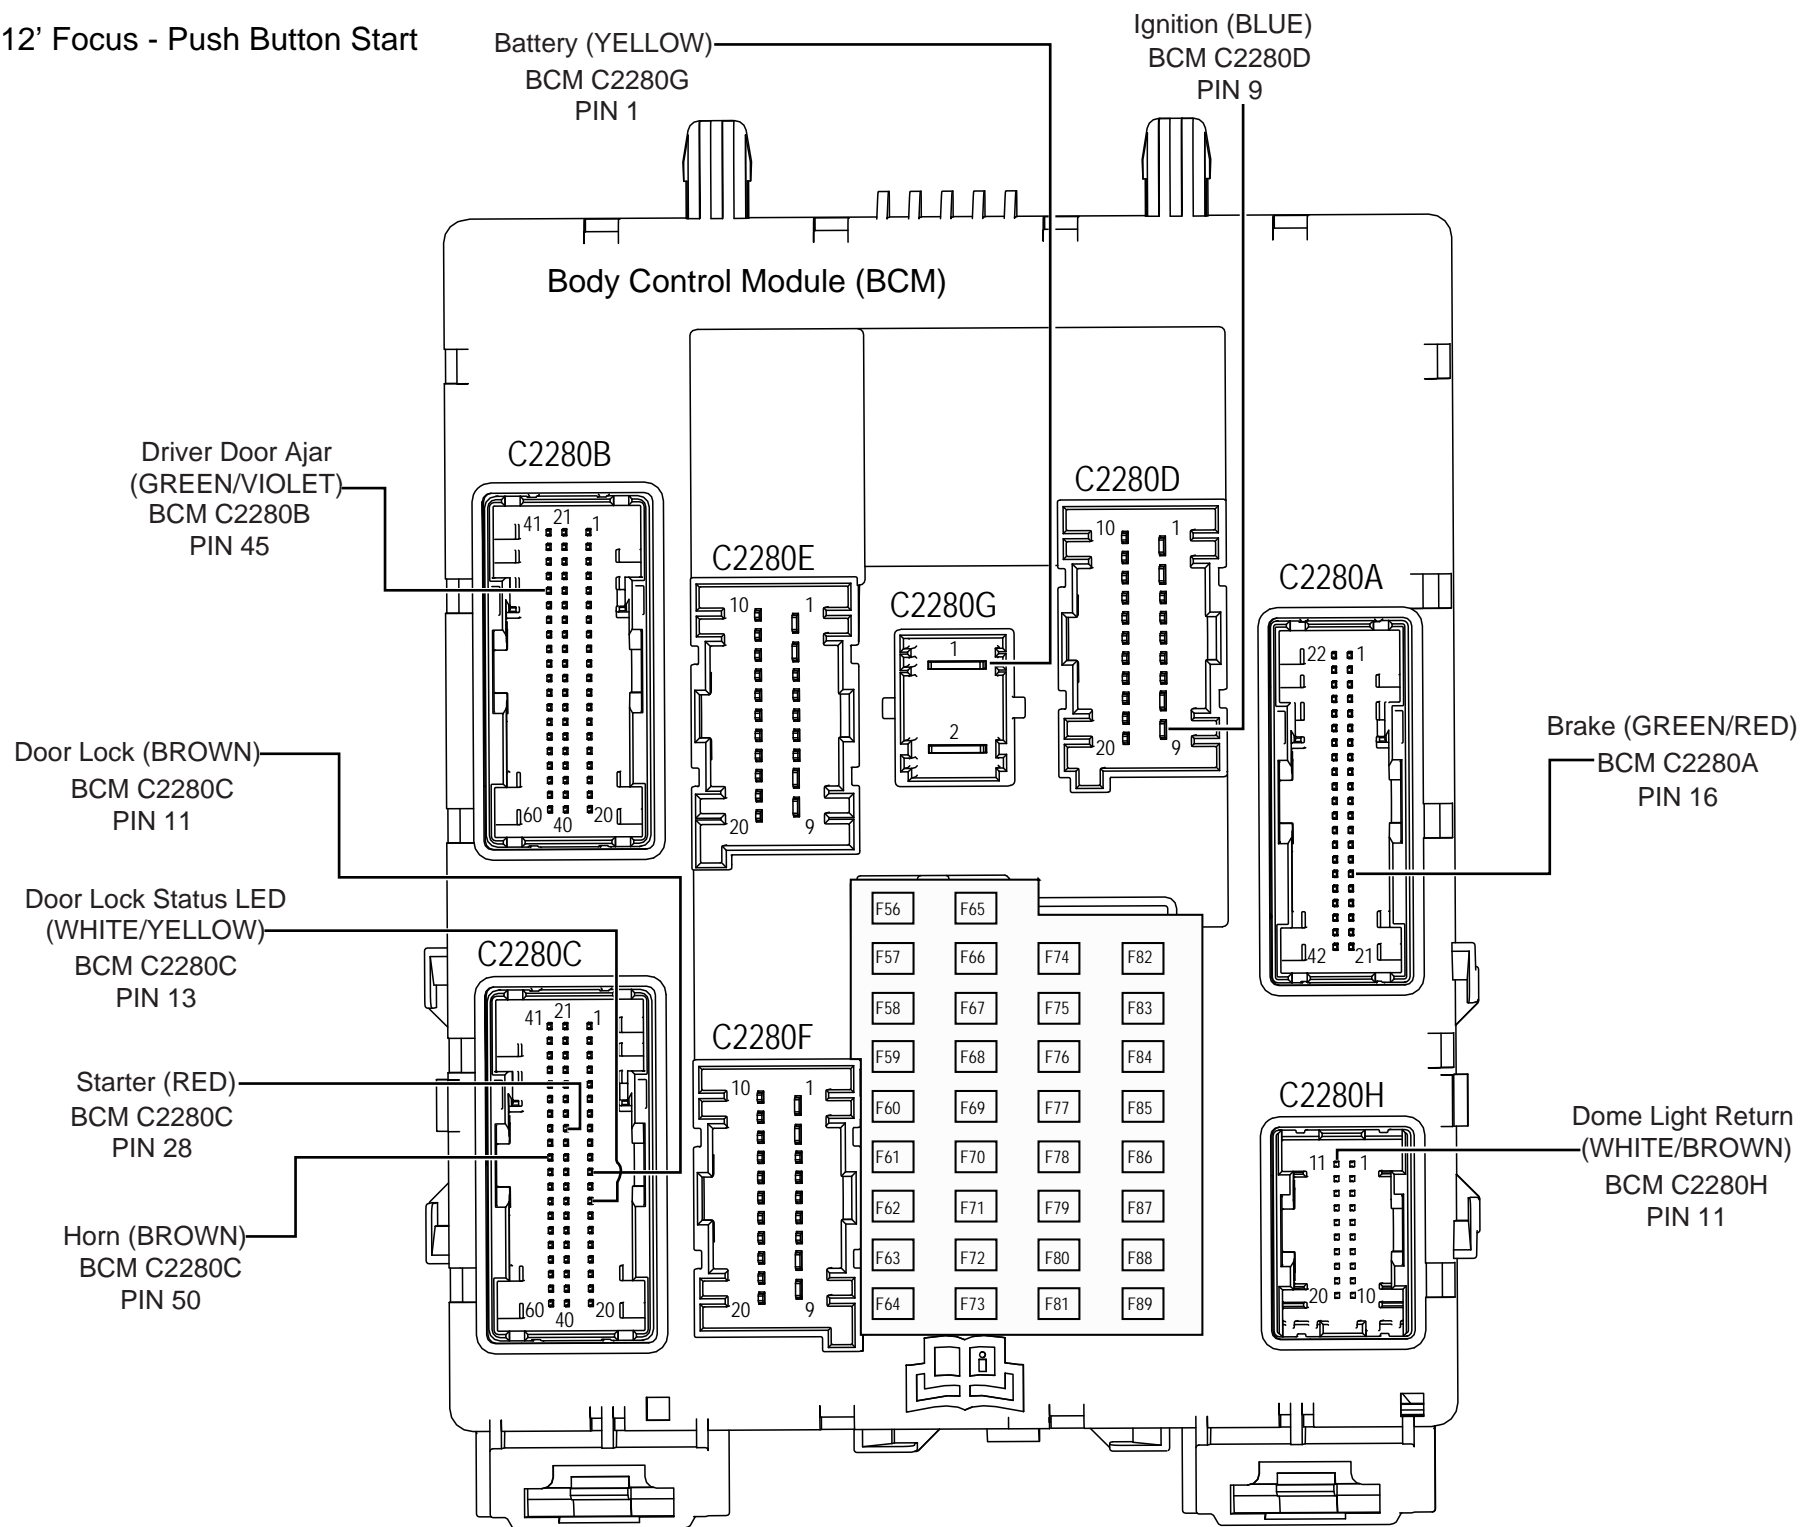 12’ Focus - Push Button Start
Battery (YELLOW)
BCM C2280G
PIN 1
Ignition (BLUE)
BCM C2280D
PIN 9
Body Control Module (BCM)
Driver Door Ajar
(GREEN/VIOLET)
BCM C2280B
PIN 45
Door Lock (BROWN)
BCM C2280C
PIN 11
Door Lock Status LED
(WHITE/YELLOW)
BCM C2280C
PIN 13
Starter (RED)
BCM C2280C
PIN 28
Horn (BROWN)
BCM C2280C
PIN 50
C2280B
41 21 1
60 40 20
C2280E
10 1
20 9
C2280G
1
2
C2280D
10 1
20 9
C2280A
22 1
42 21
Brake (GREEN/RED)
BCM C2280A
PIN 16
C2280C
41 21 1
60 40 20
C2280F
10 1
20 9
F56 F65
F57 F66 F74 F82
F58 F67 F75 F83
F59 F68 F76 F84
F60 F69 F77 F85
F61 F70 F78 F86
F62 F71 F79 F87
F63 F72 F80 F88
F64 F73 F81 F89
i
C2280H
11 1
20 10
Dome Light Return
(WHITE/BROWN)
BCM C2280H
PIN 11